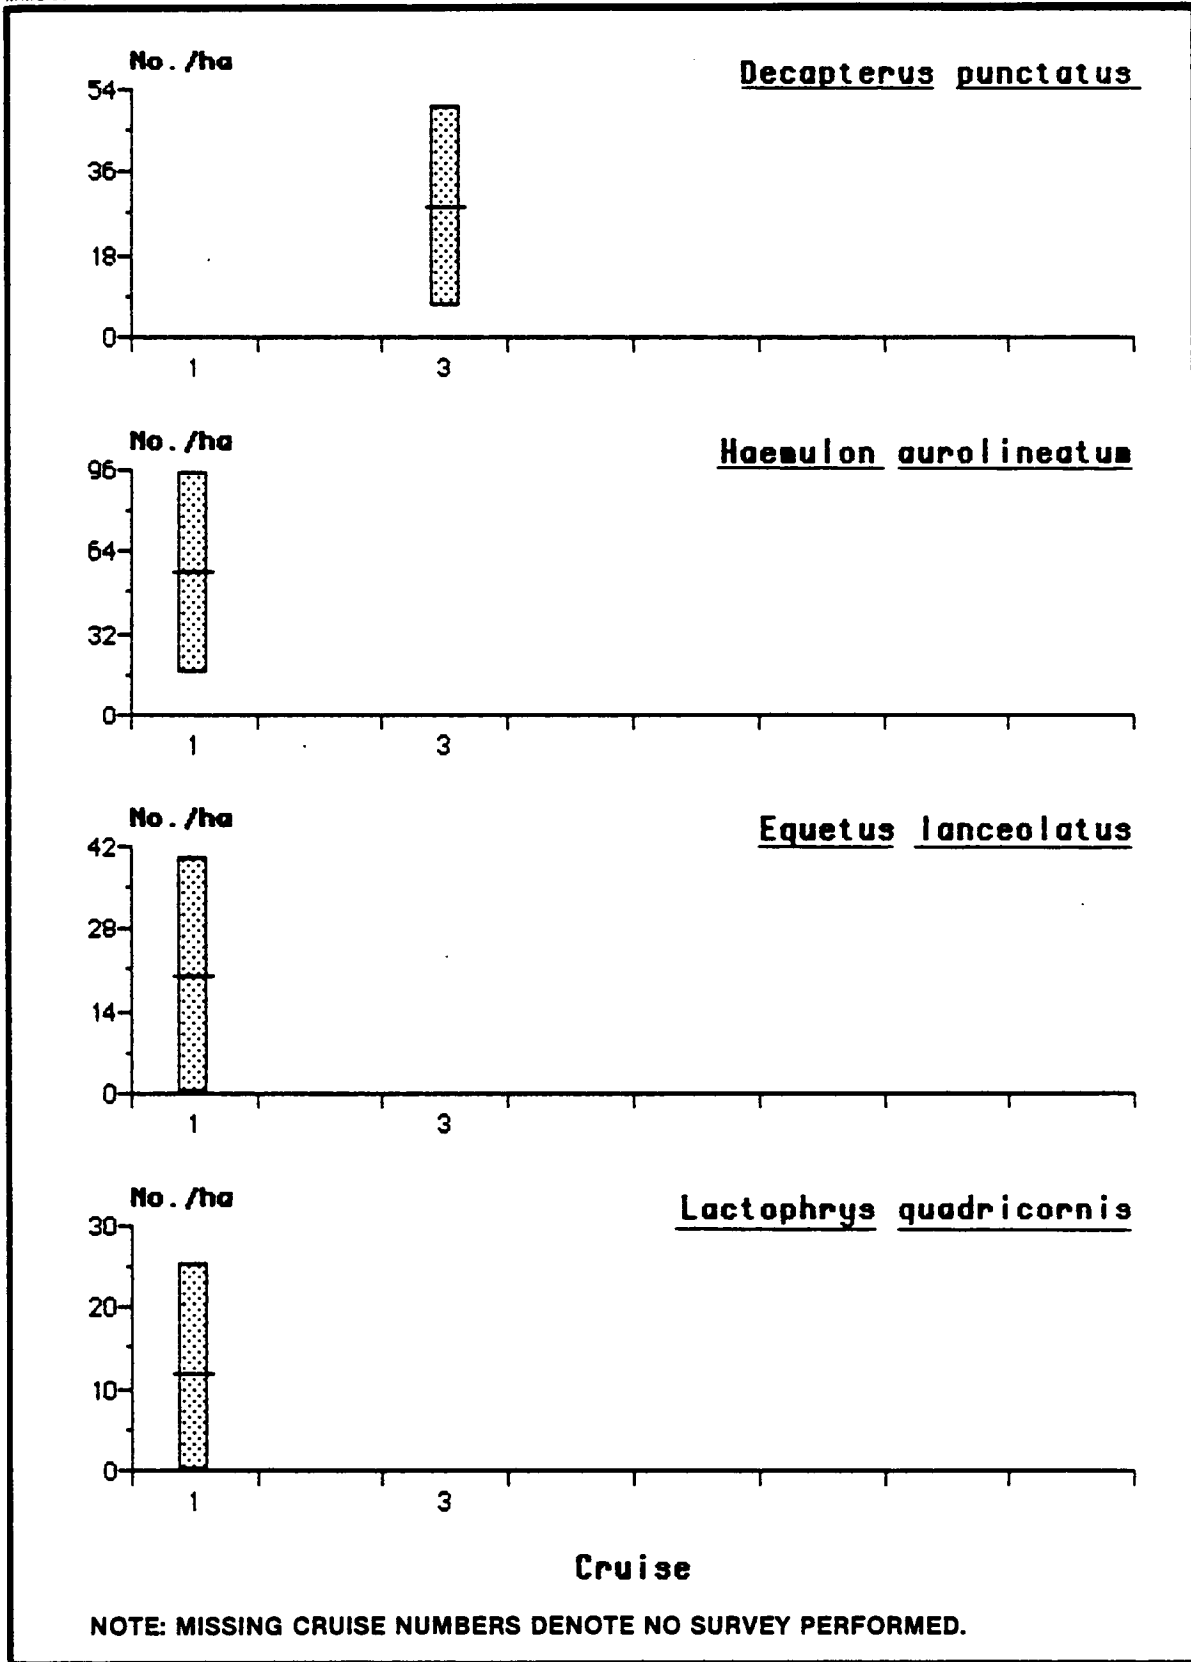 No./ha
Decapterus punctatus
54
36
18
0
1 3
No./ha
Haemulon aurolineatum
96
64
32
0
1 3
No./ha
Equetus lanceolatus
42
28
14
0
1 3
No./ha
Lactophrys quadricornis
30
20
10
0
1 3
Cruise
NOTE: MISSING CRUISE NUMBERS DENOTE NO SURVEY PERFORMED.